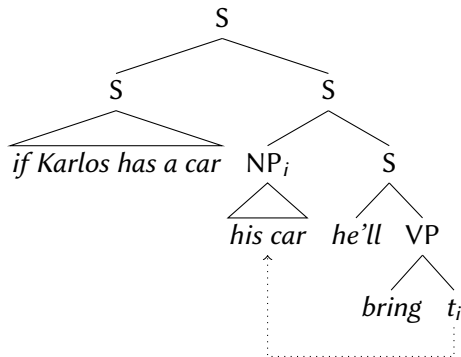 S
S S
if Karlos has a car NPᵢ S
his car he'll VP
bring tᵢ